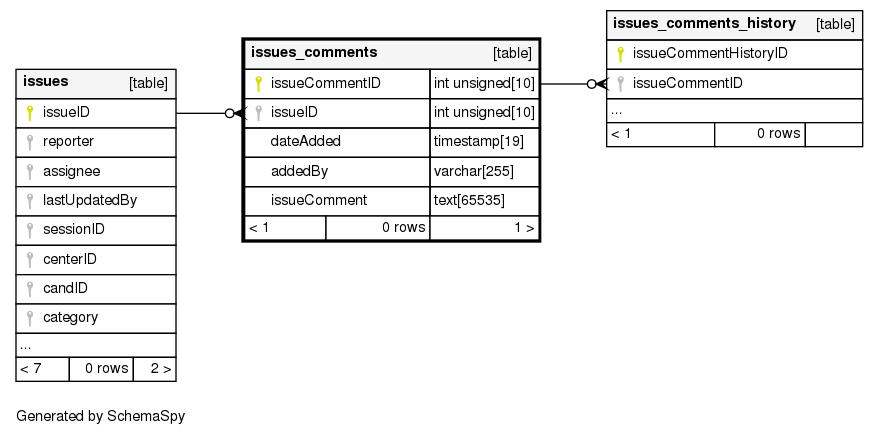 issues [table]
issueID
reporter
assignee
lastUpdatedBy
sessionID
centerID
candID
category
...
< 7 0 rows 2 >
issues_comments [table]
issueCommentID int unsigned[10]
issueID int unsigned[10]
dateAdded timestamp[19]
addedBy varchar[255]
issueComment text[65535]
< 1 0 rows 1 >
issues_comments_history [table]
issueCommentHistoryID
issueCommentID
...
< 1 0 rows
Generated by SchemaSpy